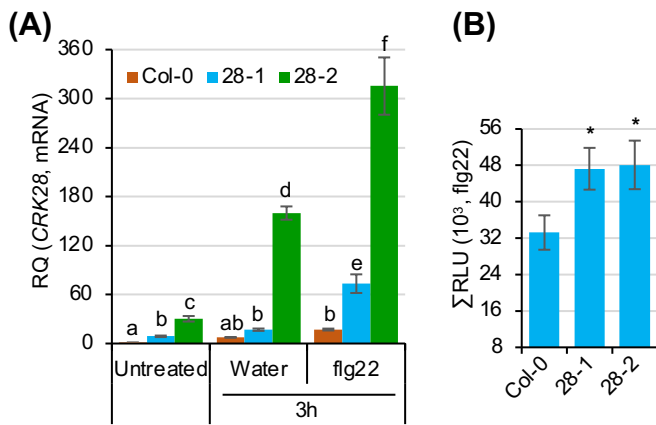 (A)
RQ (CRK28, mRNA)
360
300
240
180
120
60
0
Col-0 28-1 28-2
a b c
ab b d
b e f
Untreated Water flg22
3h
(B)
∑RLU (10³, flg22)
56
48
40
32
24
16
8
* *
Col-0 28-1 28-2